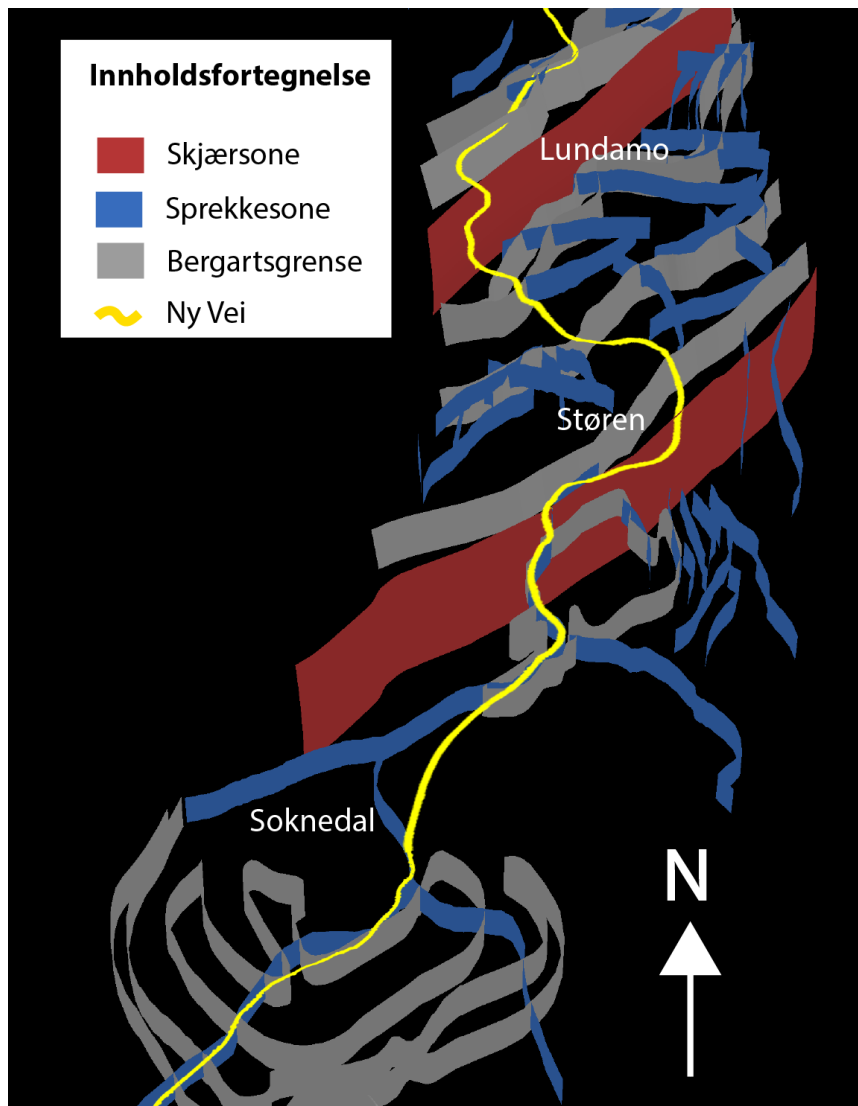 Innholdsfortegnelse
Skjærsone
Sprekkesone
Bergartsgrense
Ny Vei
Lundamo
Støren
Soknedal
N